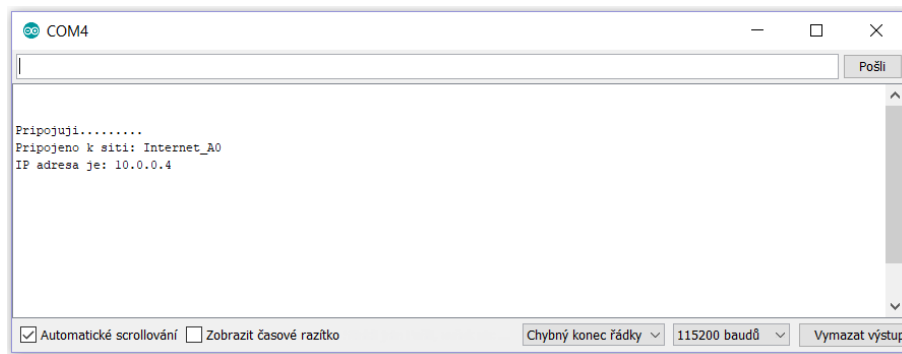 COM4
Pošli
Pripojuji.........
Pripojeno k siti: Internet_A0
IP adresa je: 10.0.0.4
Automatické scrollování Zobrazit časové razítko Chybný konec řádky 115200 baudů Vymazat výstup